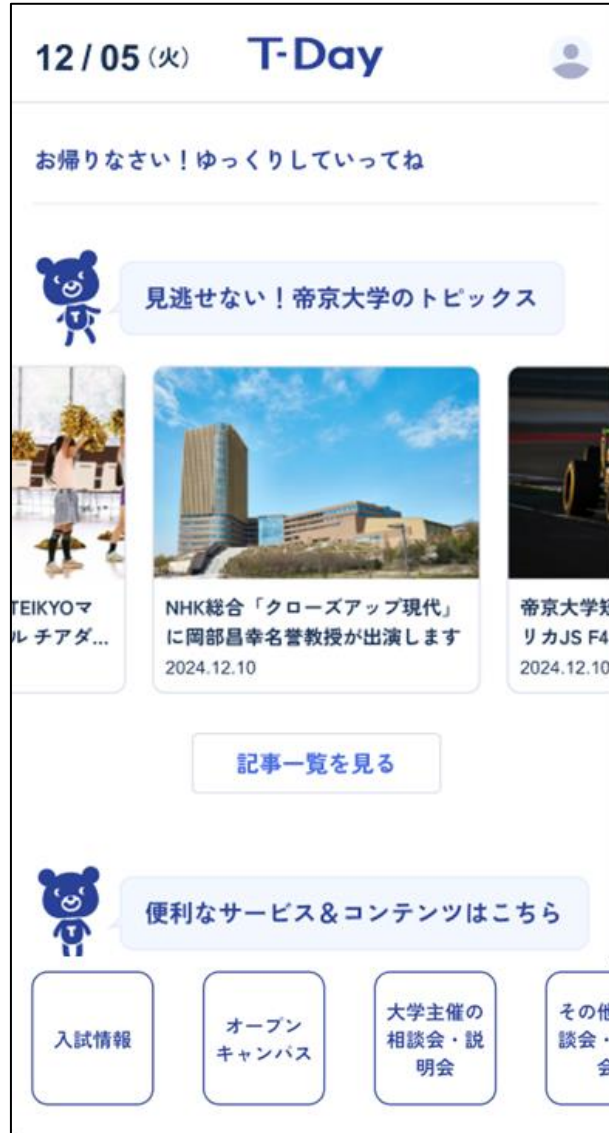 12/05(火)
T-Day
お帰りなさい！ゆっくりしていってね
見逃せない！帝京大学のトピックス
TEIKYOマ
ル チアダ...
NHK総合「クローズアップ現代」
に岡部昌幸名誉教授が出演します
2024.12.10
帝京大学短
リカJS F4
2024.12.10
記事一覧を見る
T
便利なサービス＆コンテンツはこちら
T
入試情報
オープン
キャンパス
大学主催の
相談会・説
明会
その他
談会・
会